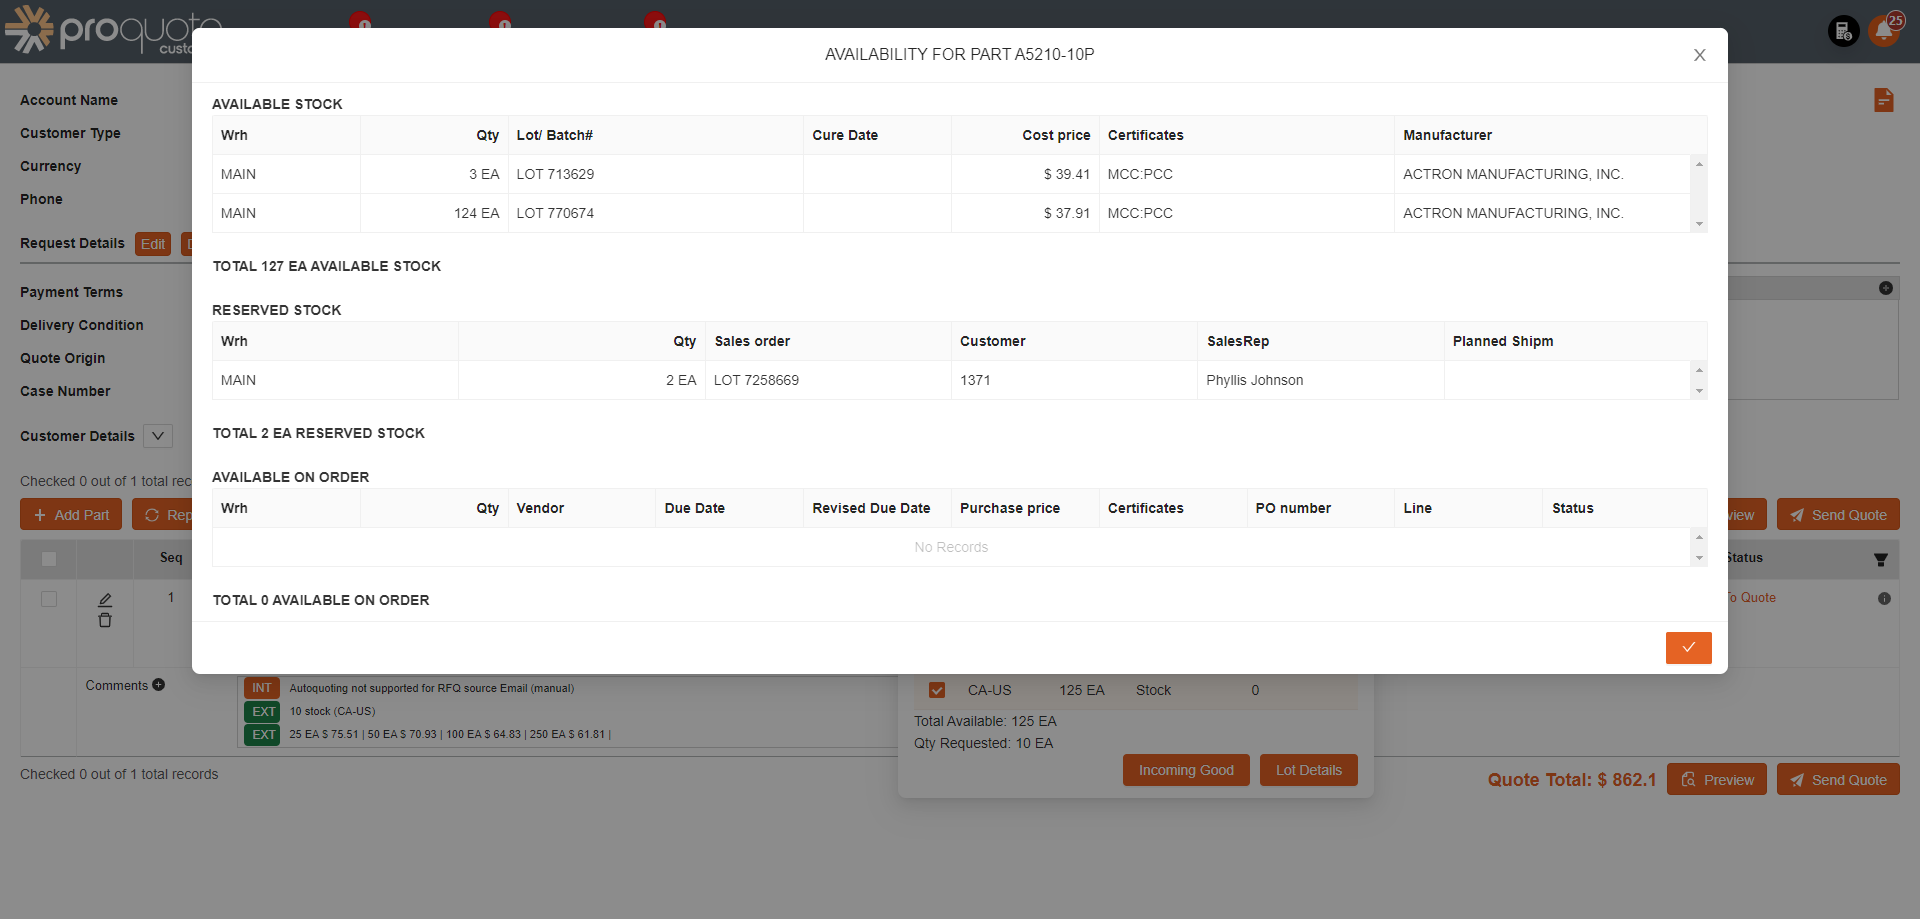 proquote
25
AVAILABILITY FOR PART A5210-10P
Account Name
Customer Type
Currency
Phone
Request Details Edit
Payment Terms
Delivery Condition
Quote Origin
Case Number
Customer Details
AVAILABLE STOCK
Wrh Qty Lot/ Batch# Cure Date Cost price Certificates Manufacturer
MAIN 3 EA LOT 713629 $ 39.41 MCC:PCC ACTRON MANUFACTURING, INC.
MAIN 124 EA LOT 770674 $ 37.91 MCC:PCC ACTRON MANUFACTURING, INC.
TOTAL 127 EA AVAILABLE STOCK
RESERVED STOCK
Wrh Qty Sales order Customer SalesRep Planned Shipm
MAIN 2 EA LOT 7258669 1371 Phyllis Johnson
TOTAL 2 EA RESERVED STOCK
AVAILABLE ON ORDER
Wrh Qty Vendor Due Date Revised Due Date Purchase price Certificates PO number Line Status
No Records
TOTAL 0 AVAILABLE ON ORDER
Checked 0 out of 1 total rec
Add Part Rep view Send Quote
Seq Status
1 To Quote
Comments
INT Autoquoting not supported for RFQ source Email (manual)
EXT 10 stock (CA-US)
EXT 25 EA $ 75.51 | 50 EA $ 70.93 | 100 EA $ 64.83 | 250 EA $ 61.81 |
CA-US 125 EA Stock 0
Total Available: 125 EA
Qty Requested: 10 EA
Incoming Good Lot Details
Checked 0 out of 1 total records
Quote Total: $ 862.1 Preview Send Quote